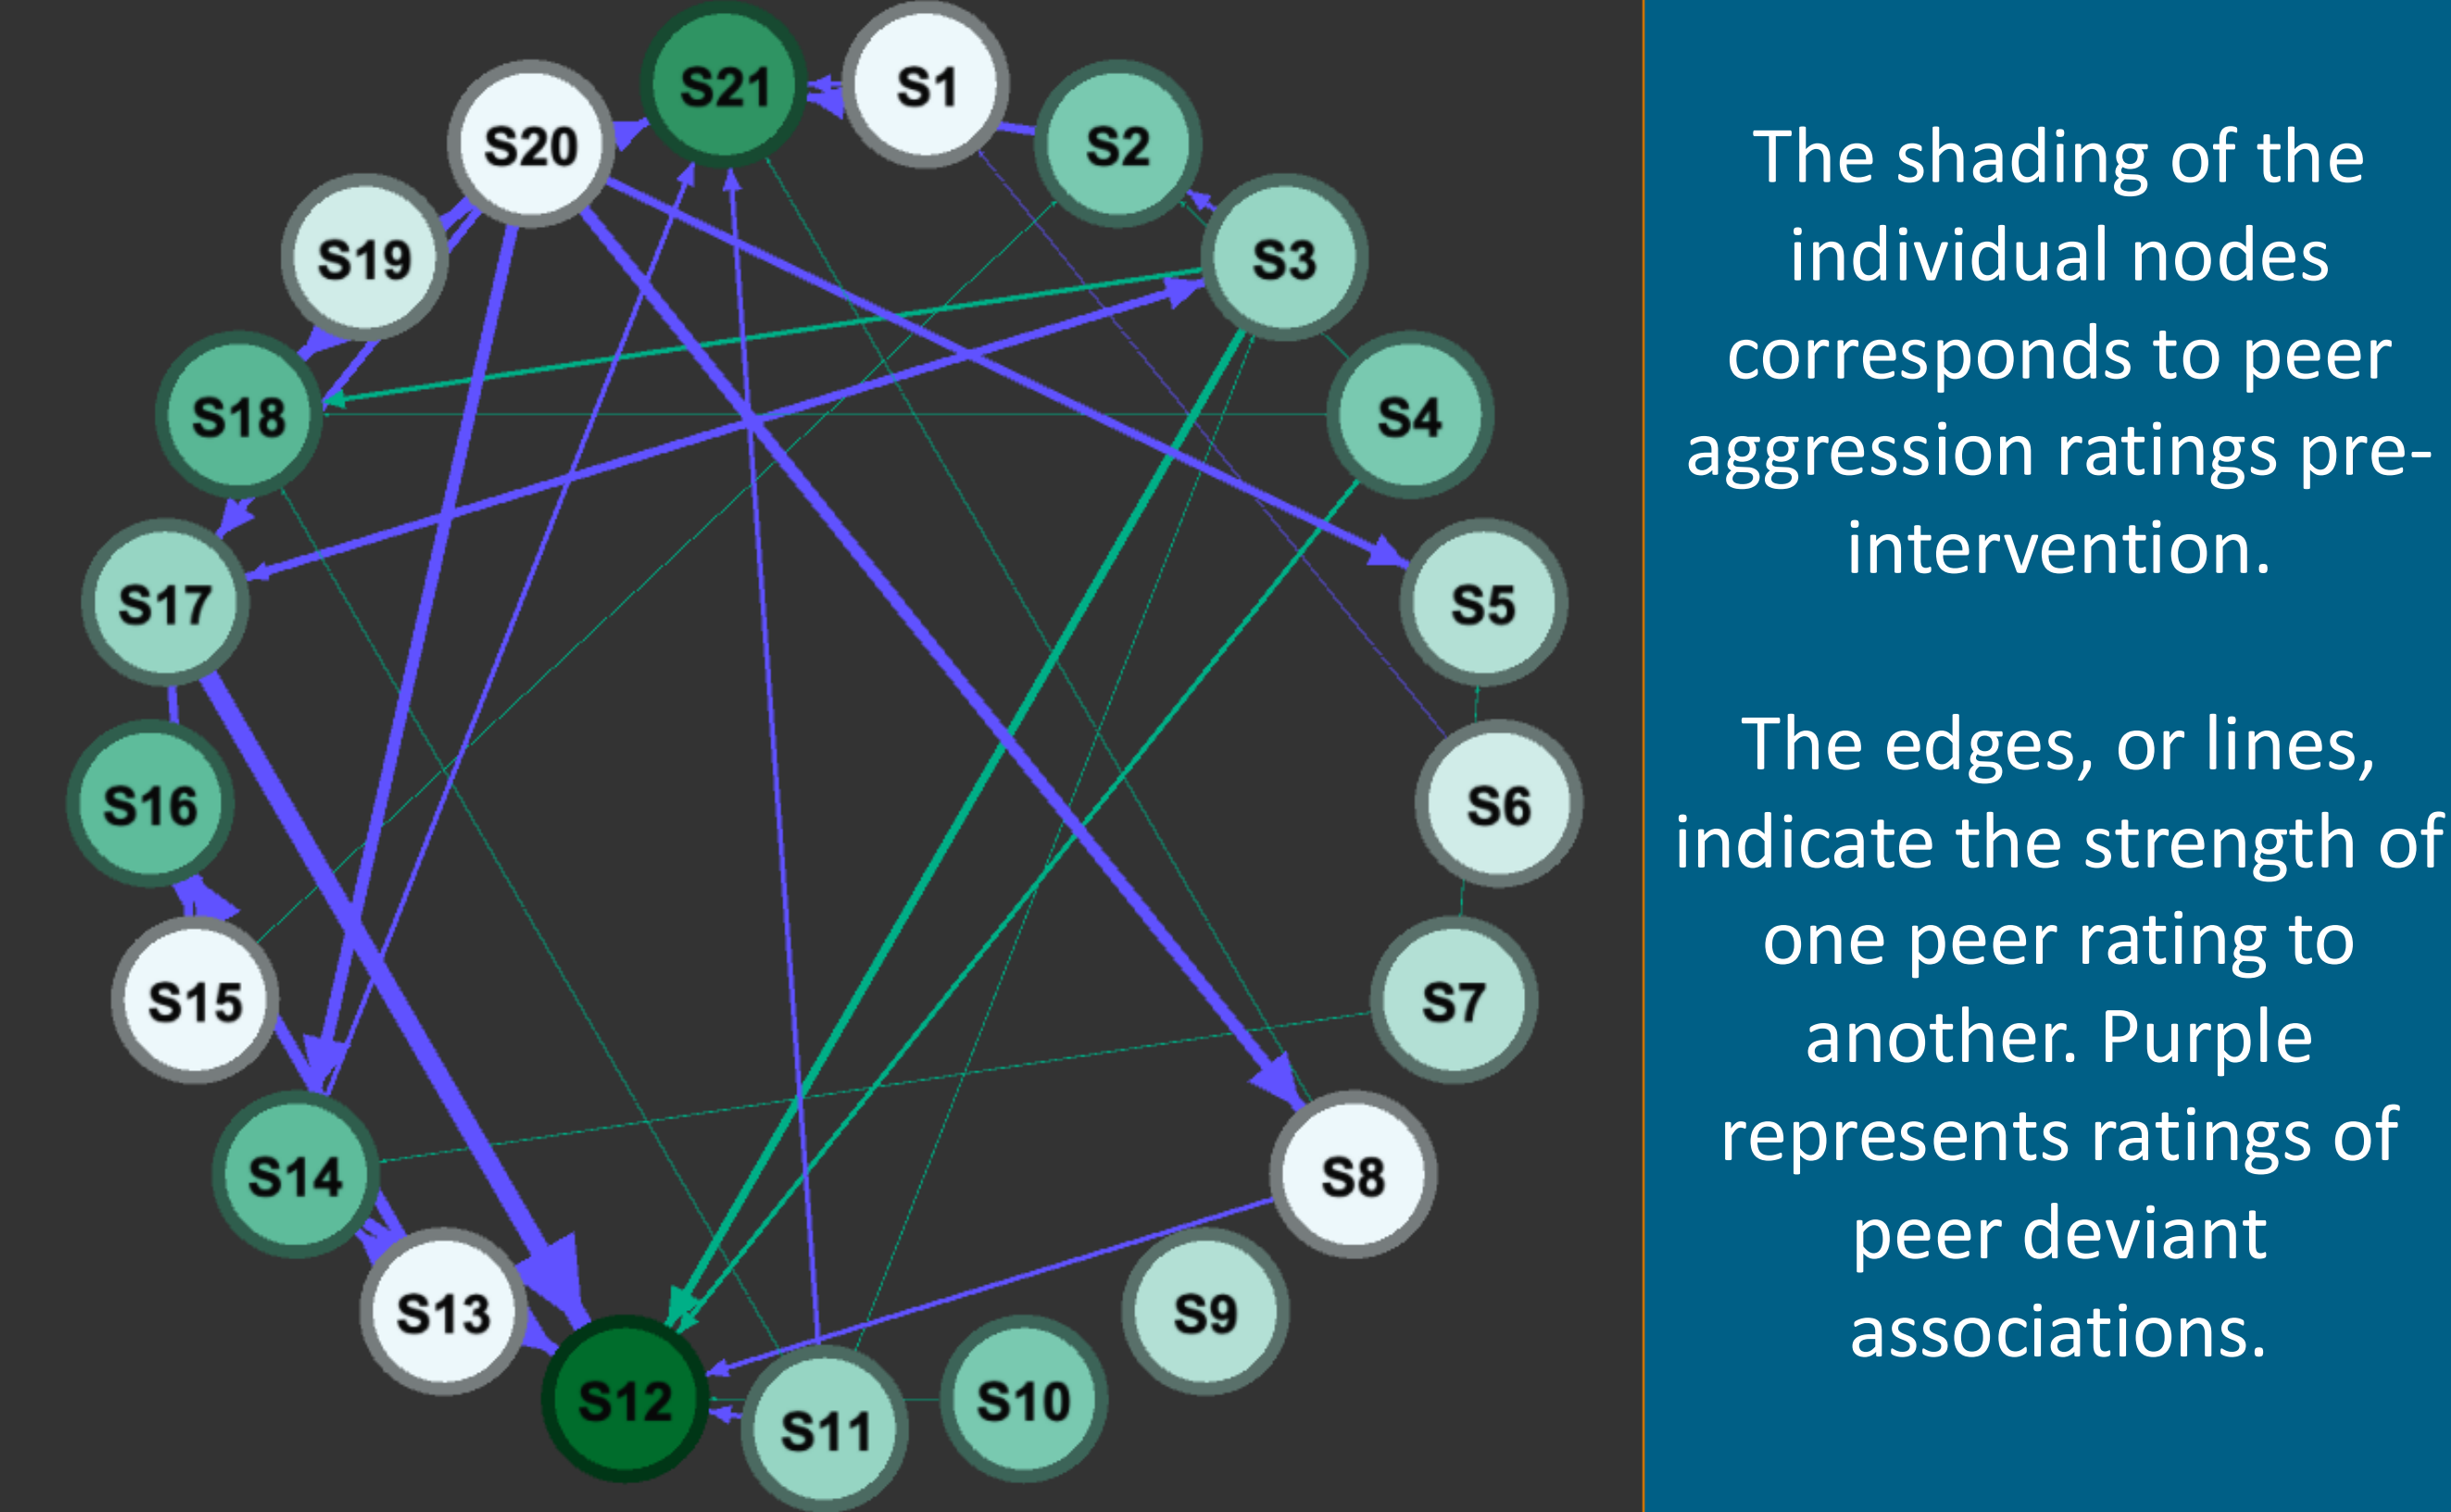 S21
S1
S20
S2
S19
S3
S18
S4
S17
S5
S16
S6
S15
S7
S14
S8
S13
S9
S12
S10
S11
The shading of the
individual nodes
corresponds to peer
aggression ratings pre-
intervention.
The edges, or lines,
indicate the strength of
one peer rating to
another. Purple
represents ratings of
peer deviant
associations.